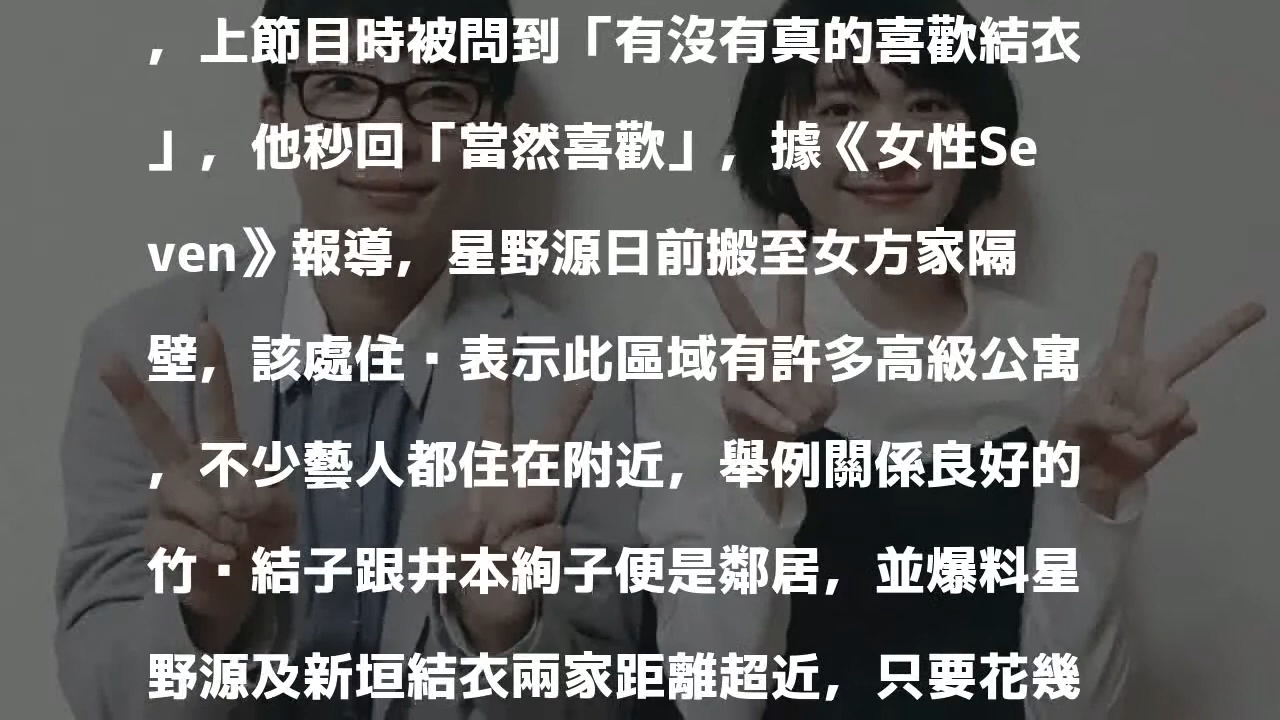 ，上節目時被問到「有沒有真的喜歡結衣
」，他秒回「當然喜歡」，據《女性Se
ven》報導，星野源日前搬至女方家隔
壁，該處住·表示此區域有許多高級公寓
，不少藝人都住在附近，舉例關係良好的
竹·結子跟井本絢子便是鄰居，並爆料星
野源及新垣結衣兩家距離超近，只要花幾